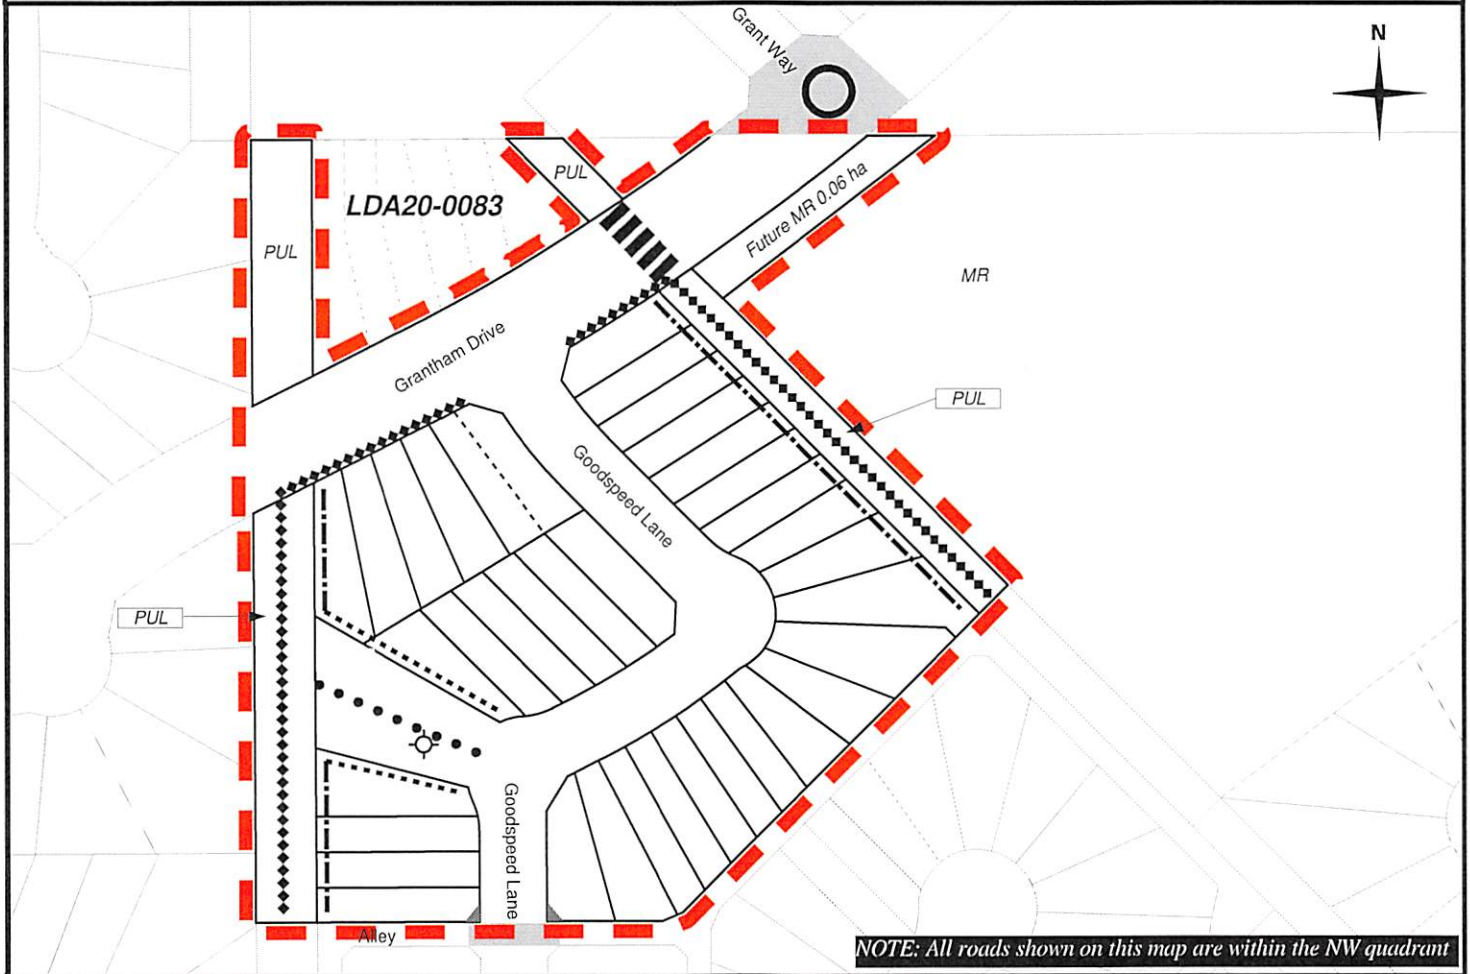 Grant Way
N
PUL
LDA20-0083
PUL
Future MR 0.06 ha
MR
Grantham Drive
PUL
Goodspeed Lane
PUL
Goodspeed Lane
Alley
NOTE: All roads shown on this map are within the NW quadrant